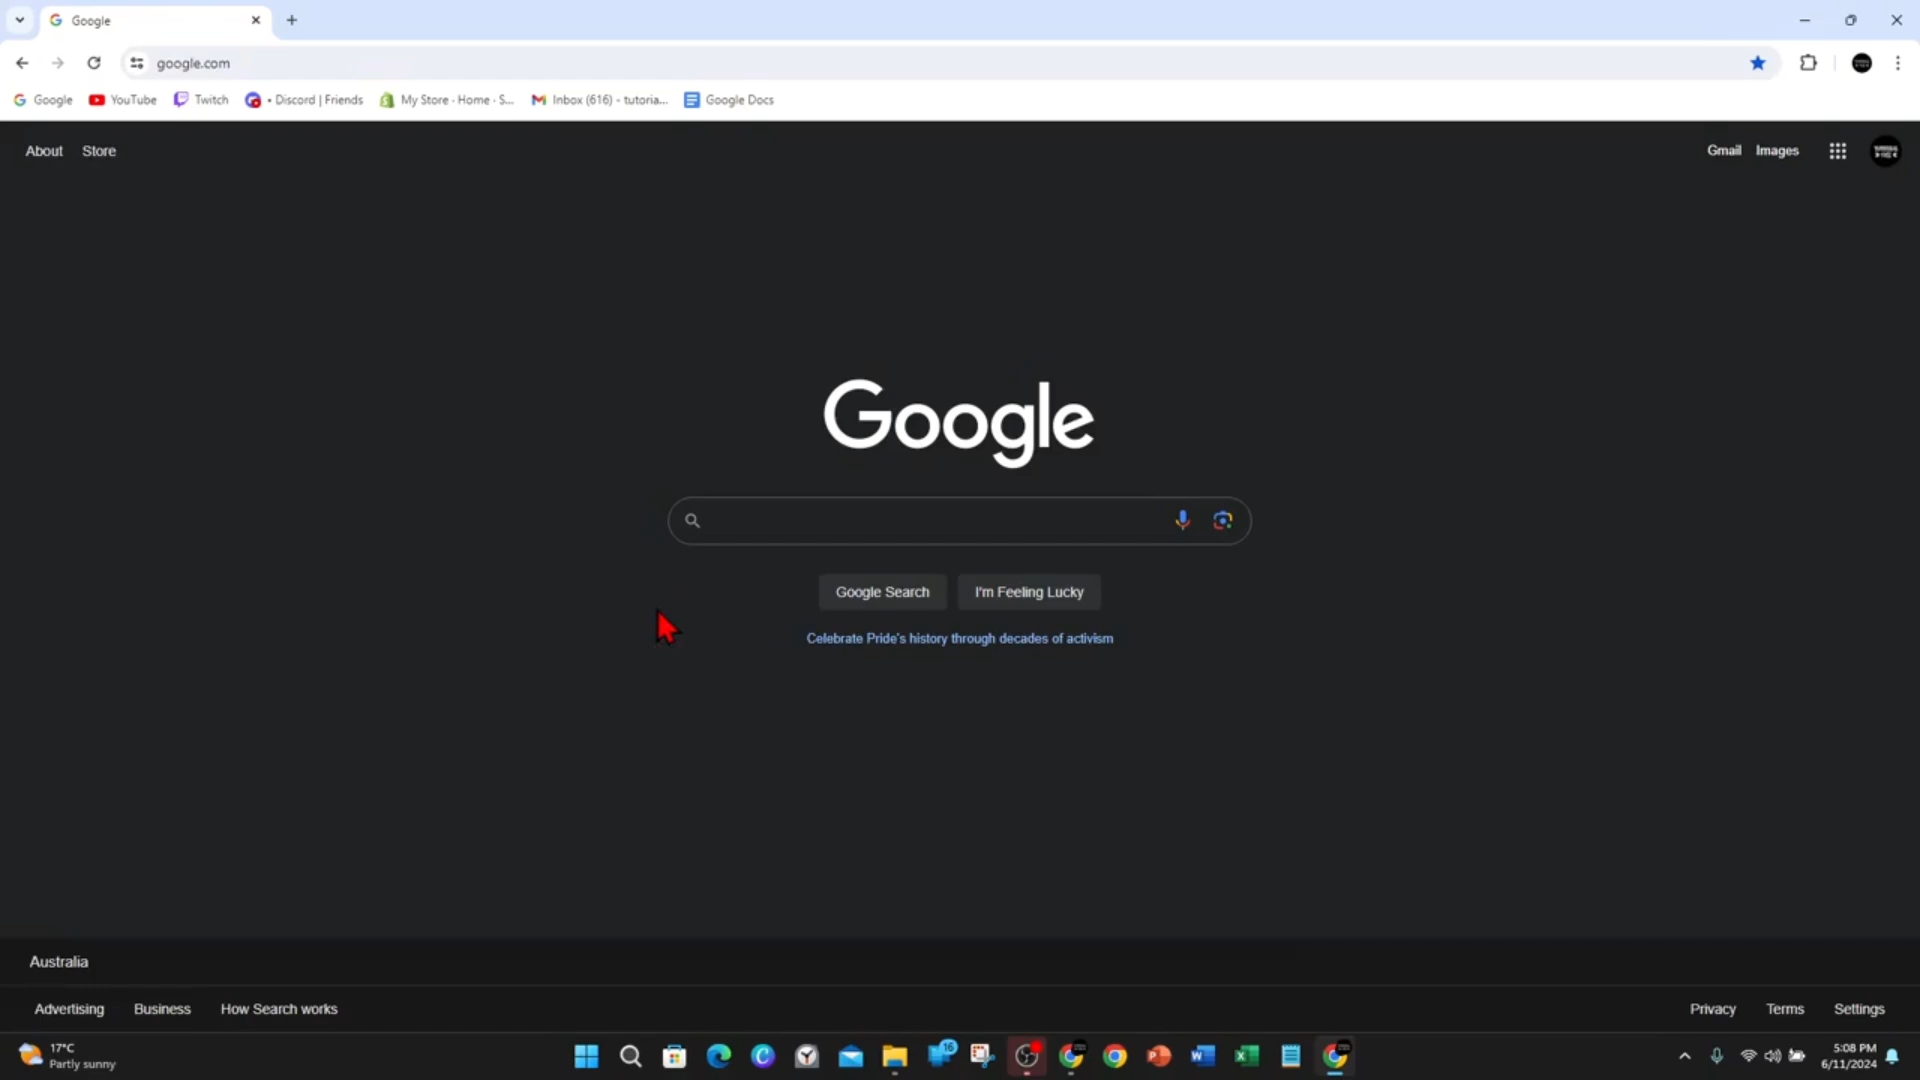 Google
google.com
Google YouTube Twitch • Discord | Friends My Store · Home · S... Inbox (616) - tutoria... Google Docs
About Store Gmail Images
Google
Google Search I'm Feeling Lucky
Celebrate Pride's history through decades of activism
Australia
Advertising Business How Search works Privacy Terms Settings
17°C
Partly sunny
16
5:08 PM
6/11/2024